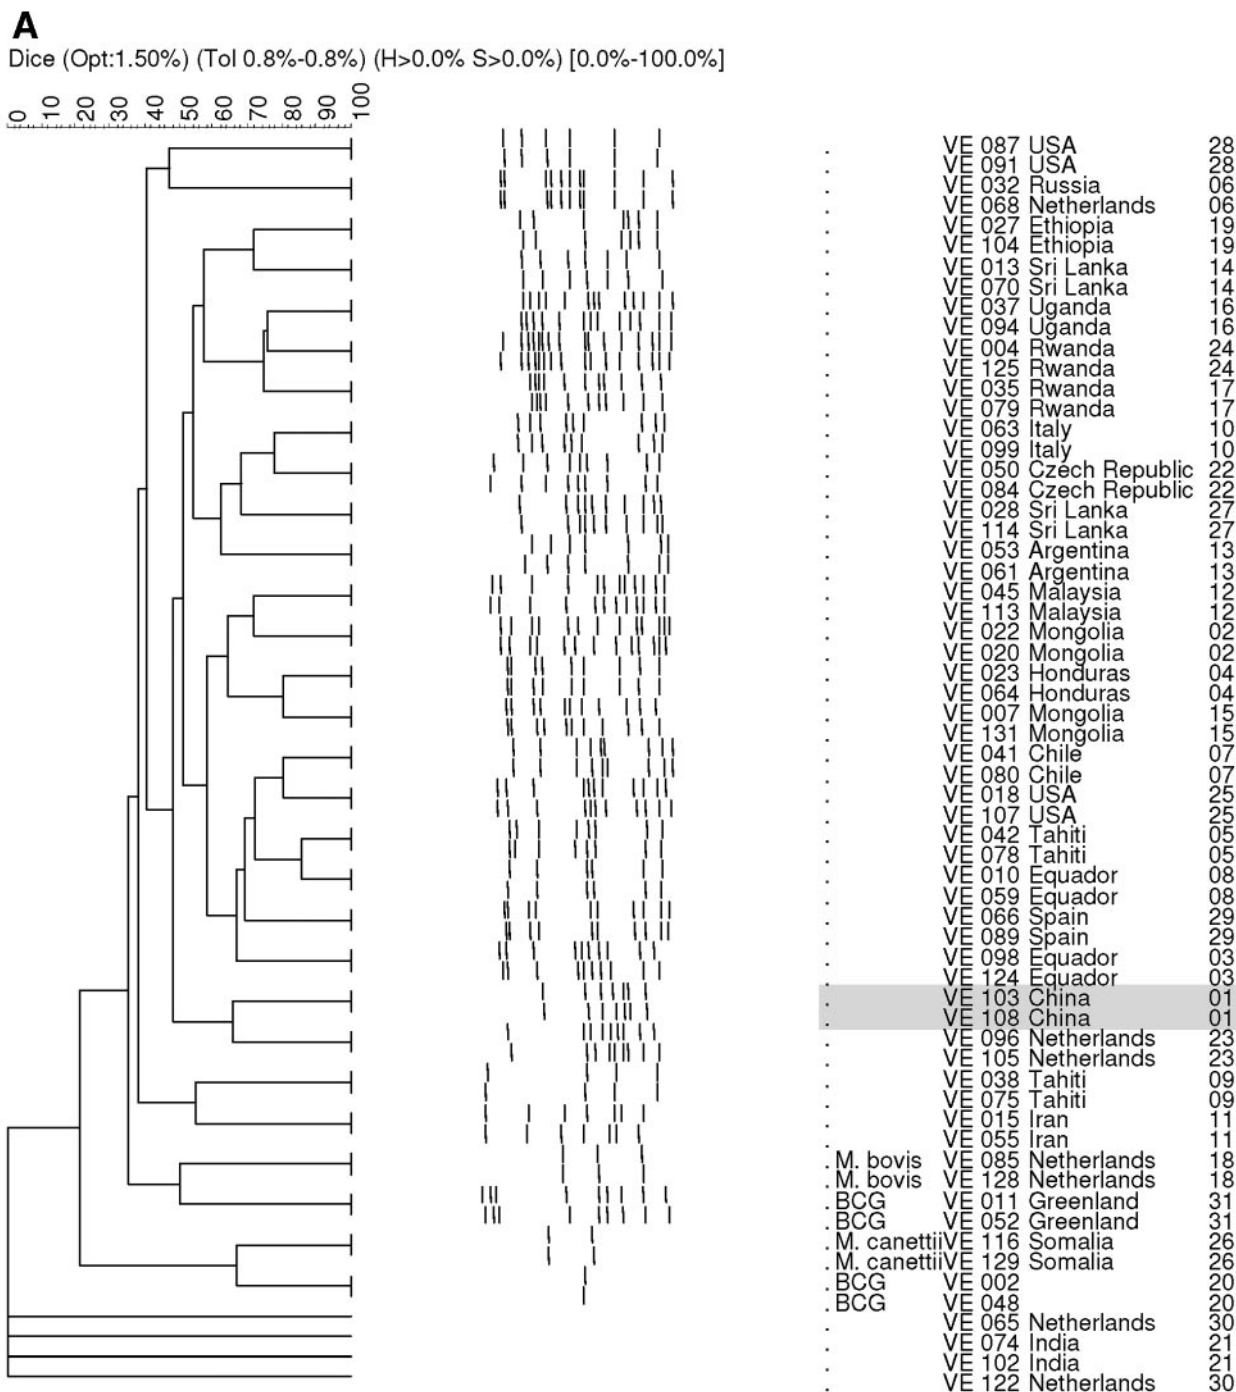 A
Dice (Opt:1.50%) (Tol 0.8%-0.8%) (H>0.0% S>0.0%) [0.0%-100.0%]
0 10 20 30 40 50 60 70 80 90 100
. VE 087 USA 28
. VE 091 USA 28
. VE 032 Russia 06
. VE 068 Netherlands 06
. VE 027 Ethiopia 19
. VE 104 Ethiopia 19
. VE 013 Sri Lanka 14
. VE 070 Sri Lanka 14
. VE 037 Uganda 16
. VE 094 Uganda 16
. VE 004 Rwanda 24
. VE 125 Rwanda 24
. VE 035 Rwanda 17
. VE 079 Rwanda 17
. VE 063 Italy 10
. VE 099 Italy 10
. VE 050 Czech Republic 22
. VE 084 Czech Republic 22
. VE 028 Sri Lanka 27
. VE 114 Sri Lanka 27
. VE 053 Argentina 13
. VE 061 Argentina 13
. VE 045 Malaysia 12
. VE 113 Malaysia 12
. VE 022 Mongolia 02
. VE 020 Mongolia 02
. VE 023 Honduras 04
. VE 064 Honduras 04
. VE 007 Mongolia 15
. VE 131 Mongolia 15
. VE 041 Chile 07
. VE 080 Chile 07
. VE 018 USA 25
. VE 107 USA 25
. VE 042 Tahiti 05
. VE 078 Tahiti 05
. VE 010 Equador 08
. VE 059 Equador 08
. VE 066 Spain 29
. VE 089 Spain 29
. VE 098 Equador 03
. VE 124 Equador 03
. VE 103 China 01
. VE 108 China 01
. VE 096 Netherlands 23
. VE 105 Netherlands 23
. VE 038 Tahiti 09
. VE 075 Tahiti 09
. VE 015 Iran 11
. VE 055 Iran 11
. M. bovis VE 085 Netherlands 18
. M. bovis VE 128 Netherlands 18
. BCG VE 011 Greenland 31
. BCG VE 052 Greenland 31
. M. canettii VE 116 Somalia 26
. M. canettii VE 129 Somalia 26
. BCG VE 002 20
. BCG VE 048 20
. VE 065 Netherlands 30
. VE 074 India 21
. VE 102 India 21
. VE 122 Netherlands 30